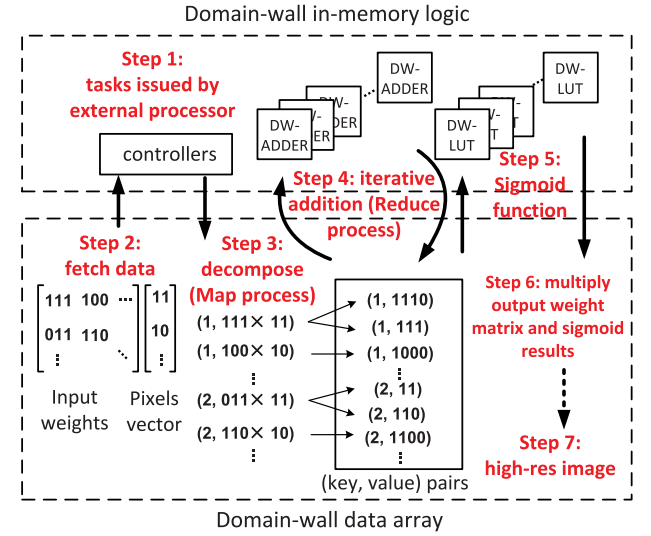 Domain-wall in-memory logic
Step 1:
tasks issued by
external processor
controllers
DW-
ADDER
DW-
ADDER
DW-
ADDER
DW-
LUT
DW-
LUT
Step 4: iterative
addition (Reduce
process)
Step 5:
Sigmoid
function
Step 2:
fetch data
111 100 ...
011 110
11
10
Input
weights
Pixels
vector
Step 3:
decompose
(Map process)
(1, 111× 11)
(1, 100× 10)
(2, 011× 11)
(2, 110× 10)
(1, 1110)
(1, 111)
(1, 1000)
(2, 11)
(2, 110)
(2, 1100)
(key, value) pairs
Step 6: multiply
output weight
matrix and sigmoid
results
Step 7:
high-res image
Domain-wall data array